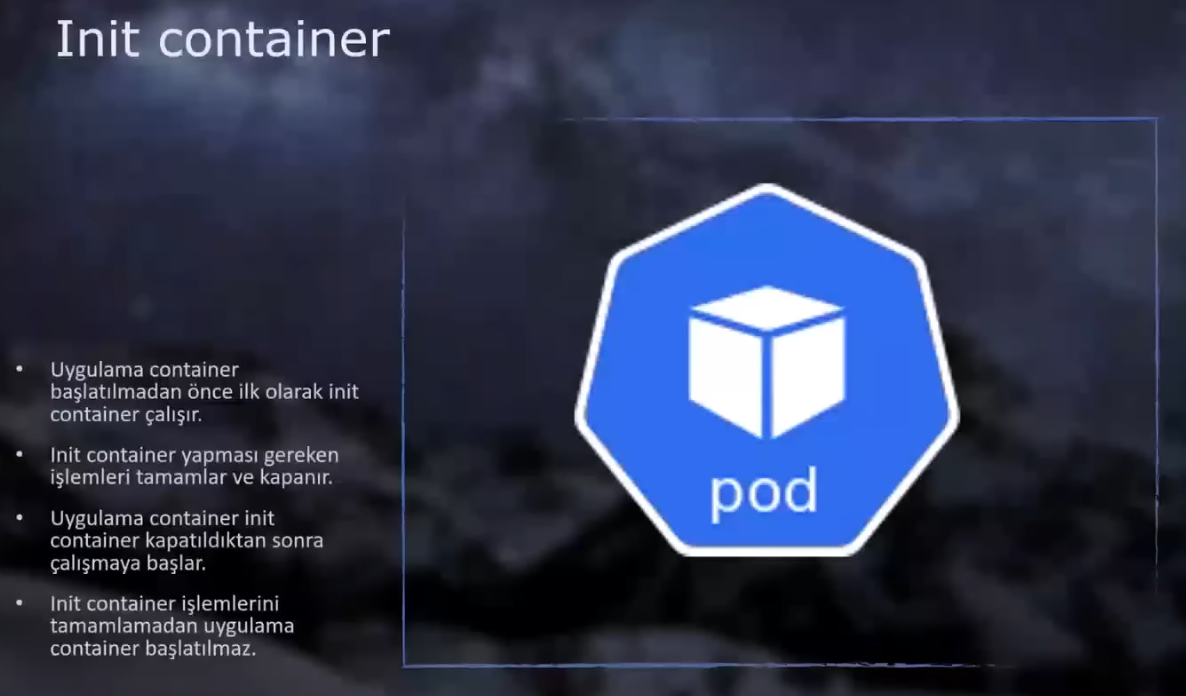 Init container
• Uygulama container
başlatılmadan önce ilk olarak init
container çalışır.
• Init container yapması gereken
işlemleri tamamlar ve kapanır.
• Uygulama container init
container kapatıldıktan sonra
çalışmaya başlar.
• Init container işlemlerini
tamamlamadan uygulama
container başlatılmaz.
pod